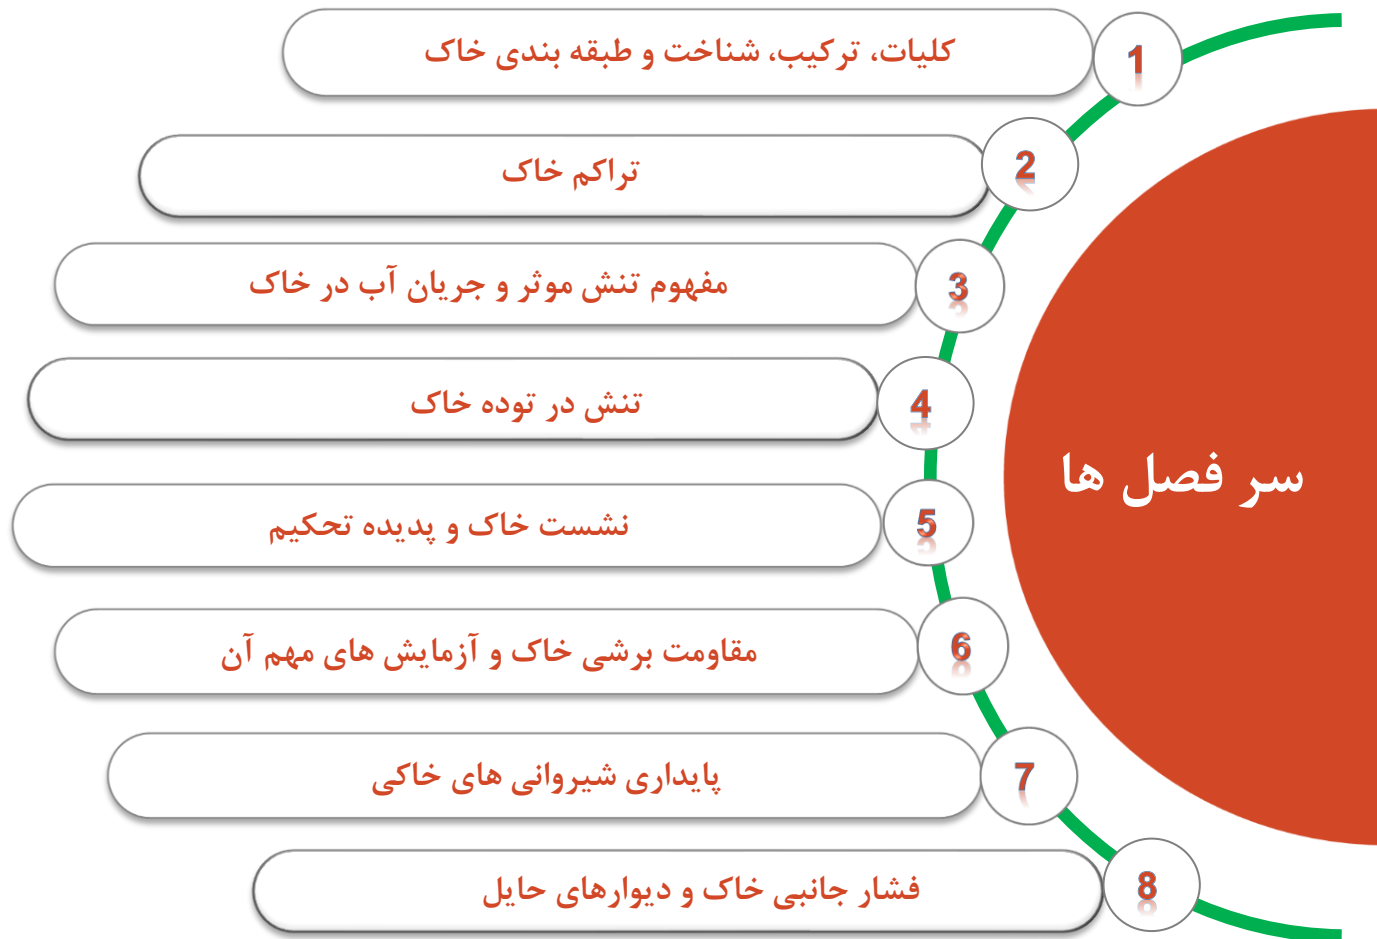 سر فصل ها
1
کلیات، ترکیب، شناخت و طبقه بندی خاک
2
تراکم خاک
3
مفهوم تنش موثر و جریان آب در خاک
4
تنش در توده خاک
5
نشست خاک و پدیده تحکیم
6
مقاومت برشی خاک و آزمایش های مهم آن
7
پایداری شیروانی های خاکی
8
فشار جانبی خاک و دیوارهای حایل